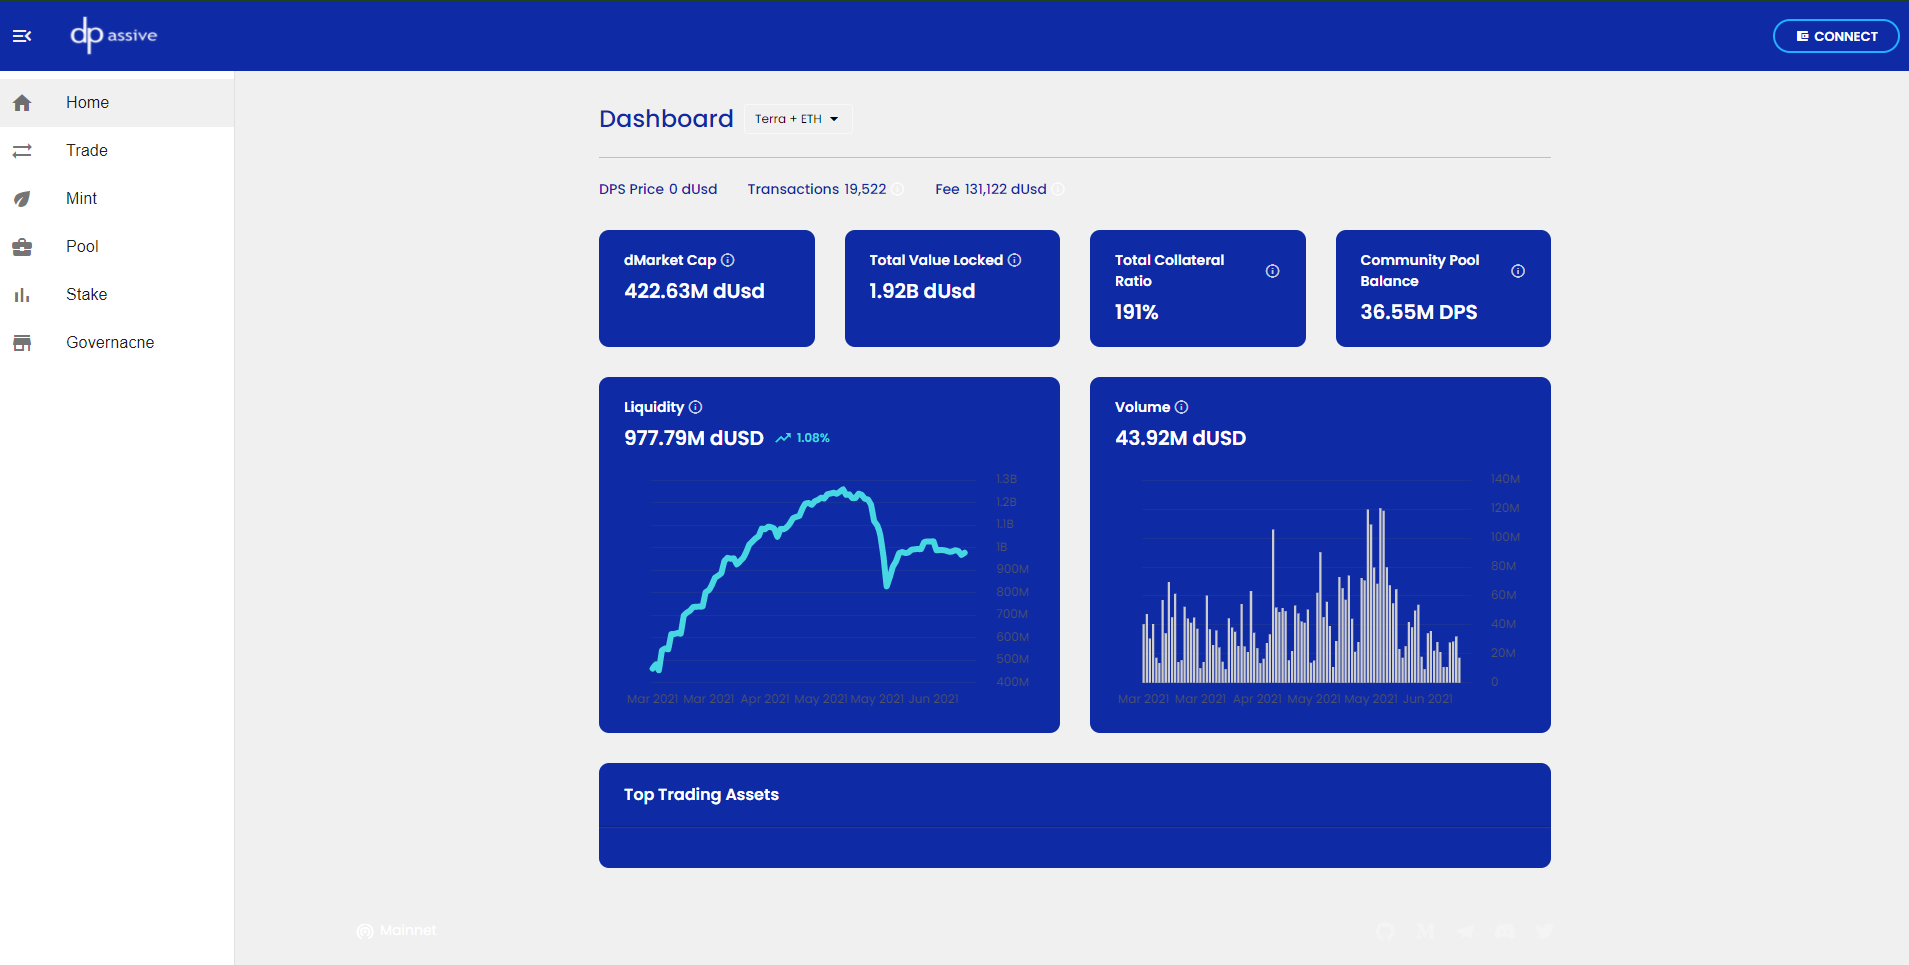 dp assive
CONNECT
Home
Trade
Mint
Pool
Stake
Governacne
Dashboard
Terra + ETH
DPS Price 0 dUsd
Transactions 19,522
Fee 131,122 dUsd
dMarket Cap
422.63M dUsd
Total Value Locked
1.92B dUsd
Total Collateral
Ratio
191%
Community Pool
Balance
36.55M DPS
Liquidity
977.79M dUSD 1.08%
1.3B
1.2B
1.1B
1B
900M
800M
700M
600M
500M
400M
Mar 2021 Mar 2021 Apr 2021 May 2021 May 2021 Jun 2021
Volume
43.92M dUSD
140M
120M
100M
80M
60M
40M
20M
0
Mar 2021 Mar 2021 Apr 2021 May 2021 May 2021 Jun 2021
Top Trading Assets
Mainnet